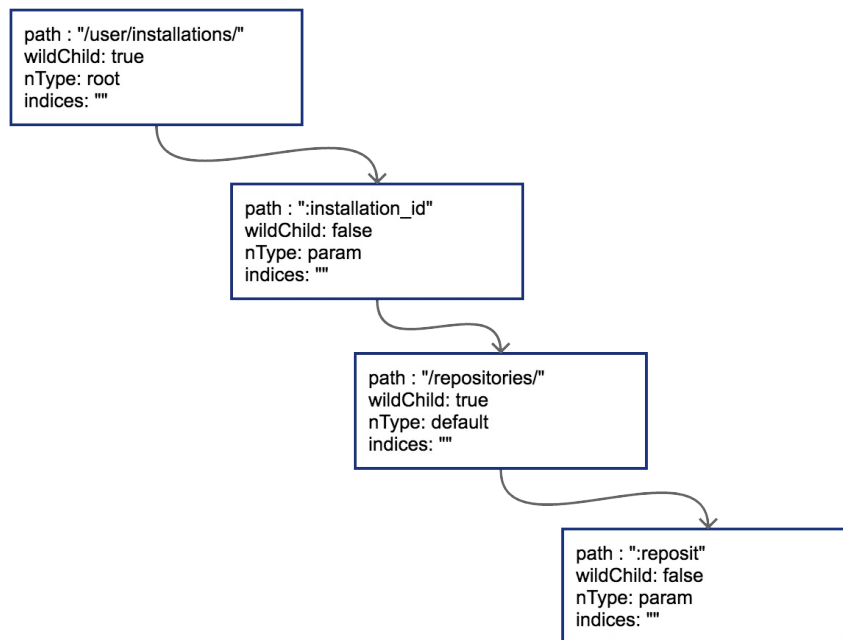 path : "/user/installations/"
wildChild: true
nType: root
indices: ""
path : ":installation_id"
wildChild: false
nType: param
indices: ""
path : "/repositories/"
wildChild: true
nType: default
indices: ""
path : ":reposit"
wildChild: false
nType: param
indices: ""